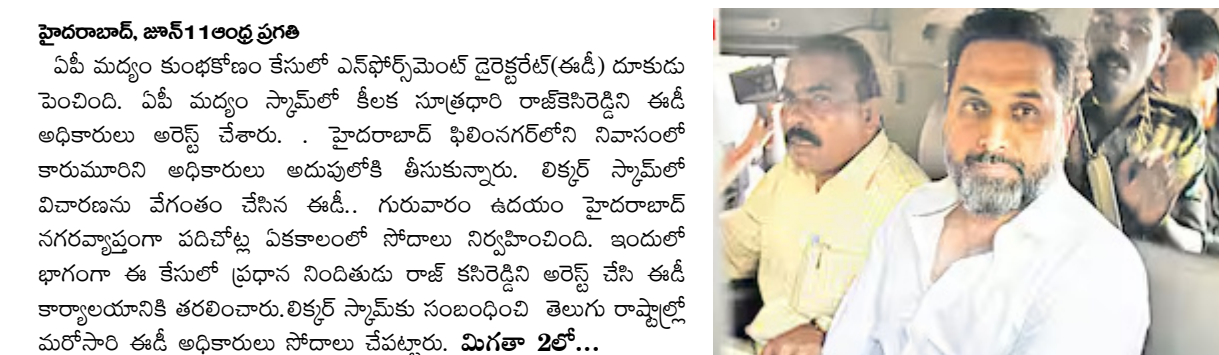 హైదరాబాద్, జూన్11ఆంధ్ర ప్రగతి
ఏపీ మద్యం కుంభకోణం కేసులో ఎన్‌ఫోర్స్‌మెంట్ డైరెక్టరేట్(ఈడీ) దూకుడు
పెంచింది. ఏపీ మద్యం స్కామ్‌లో కీలక సూత్రధారి రాజ్‌కెసిరెడ్డిని ఈడీ
అధికారులు అరెస్ట్ చేశారు. . హైదరాబాద్ ఫిలింనగర్‌లోని నివాసంలో
కారుమూరిని అధికారులు అదుపులోకి తీసుకున్నారు. లిక్కర్ స్కామ్‌లో
విచారణను వేగంతం చేసిన ఈడీ.. గురువారం ఉదయం హైదరాబాద్
నగరవ్యాప్తంగా పదిచోట్ల ఏకకాలంలో సోదాలు నిర్వహించింది. ఇందులో
భాగంగా ఈ కేసులో ప్రధాన నిందితుడు రాజ్ కసిరెడ్డిని అరెస్ట్ చేసి ఈడీ
కార్యాలయానికి తరలించారు.లిక్కర్ స్కామ్‌కు సంబంధించి తెలుగు రాష్ట్రాల్లో
మరోసారి ఈడీ అధికారులు సోదాలు చేపట్టారు. మిగతా 2లో...